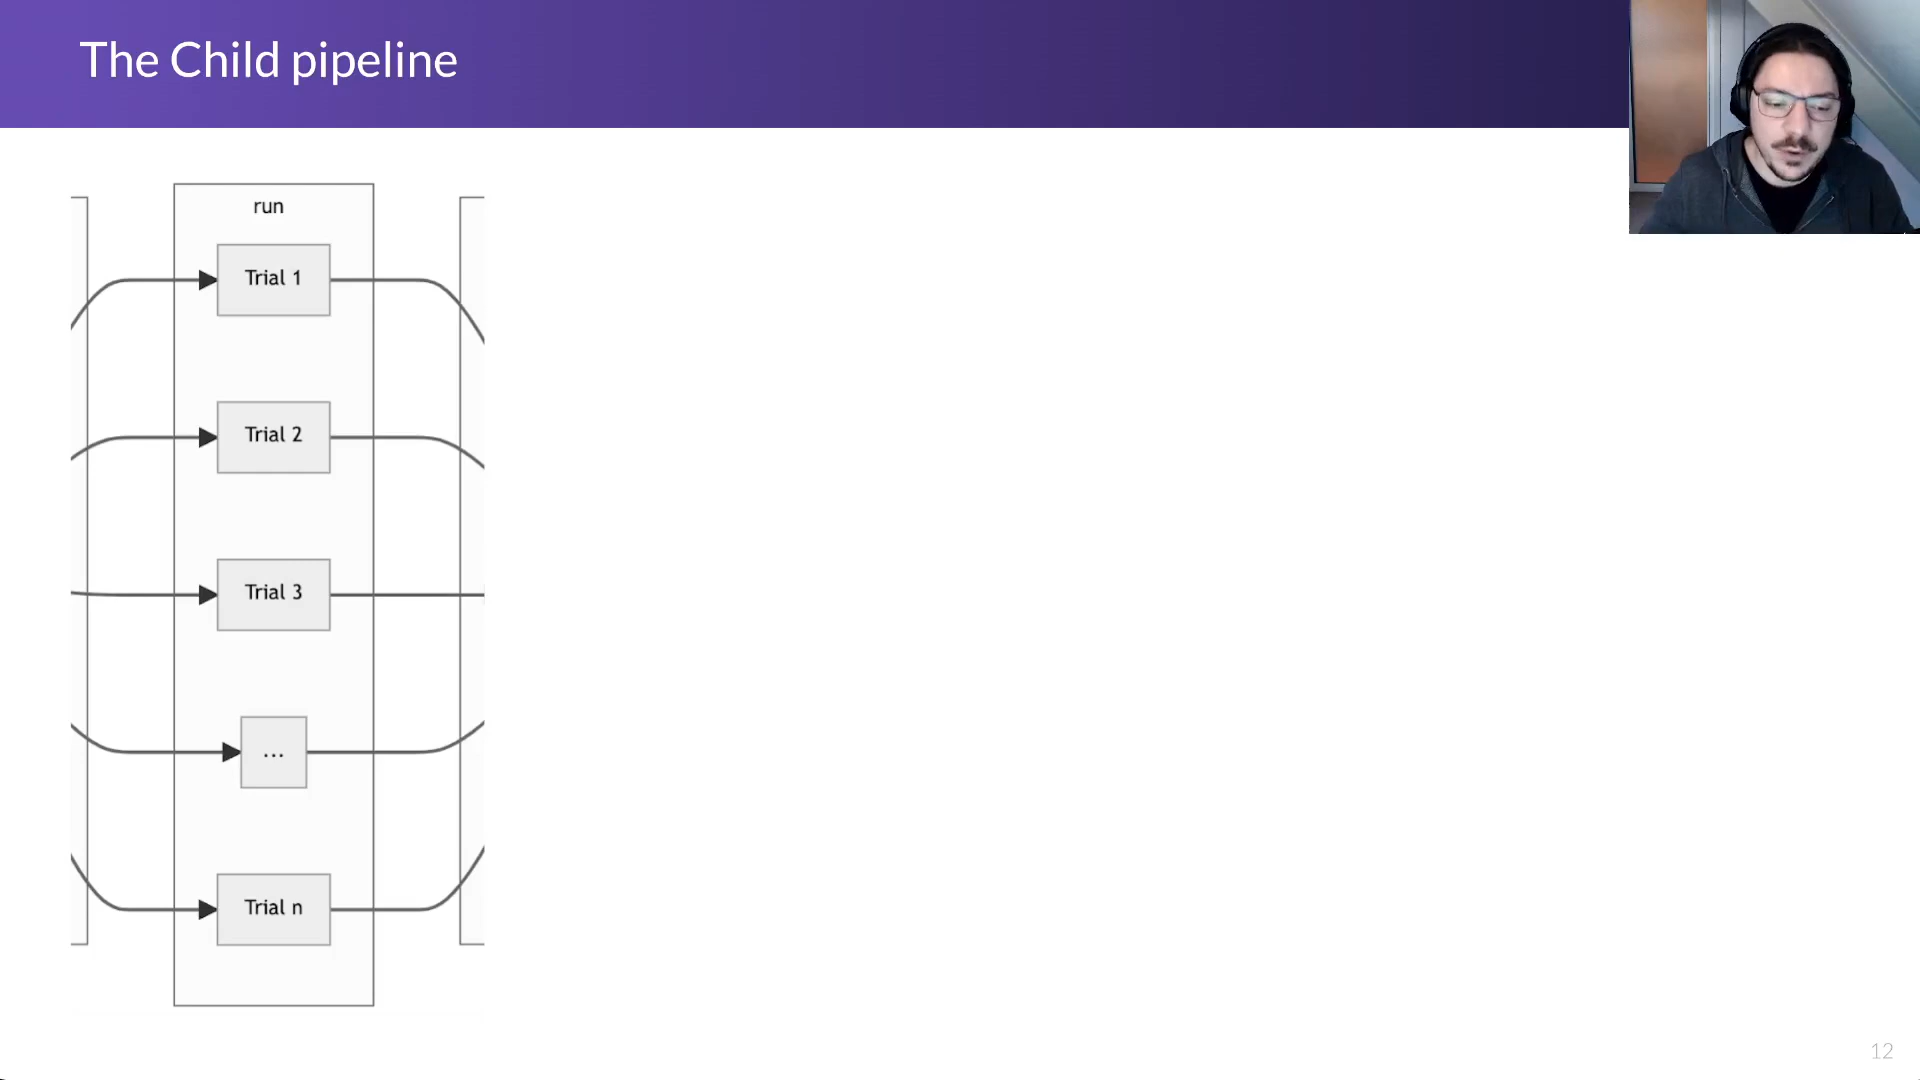 The Child pipeline
run
Trial 1
Trial 2
Trial 3
...
Trial n
12